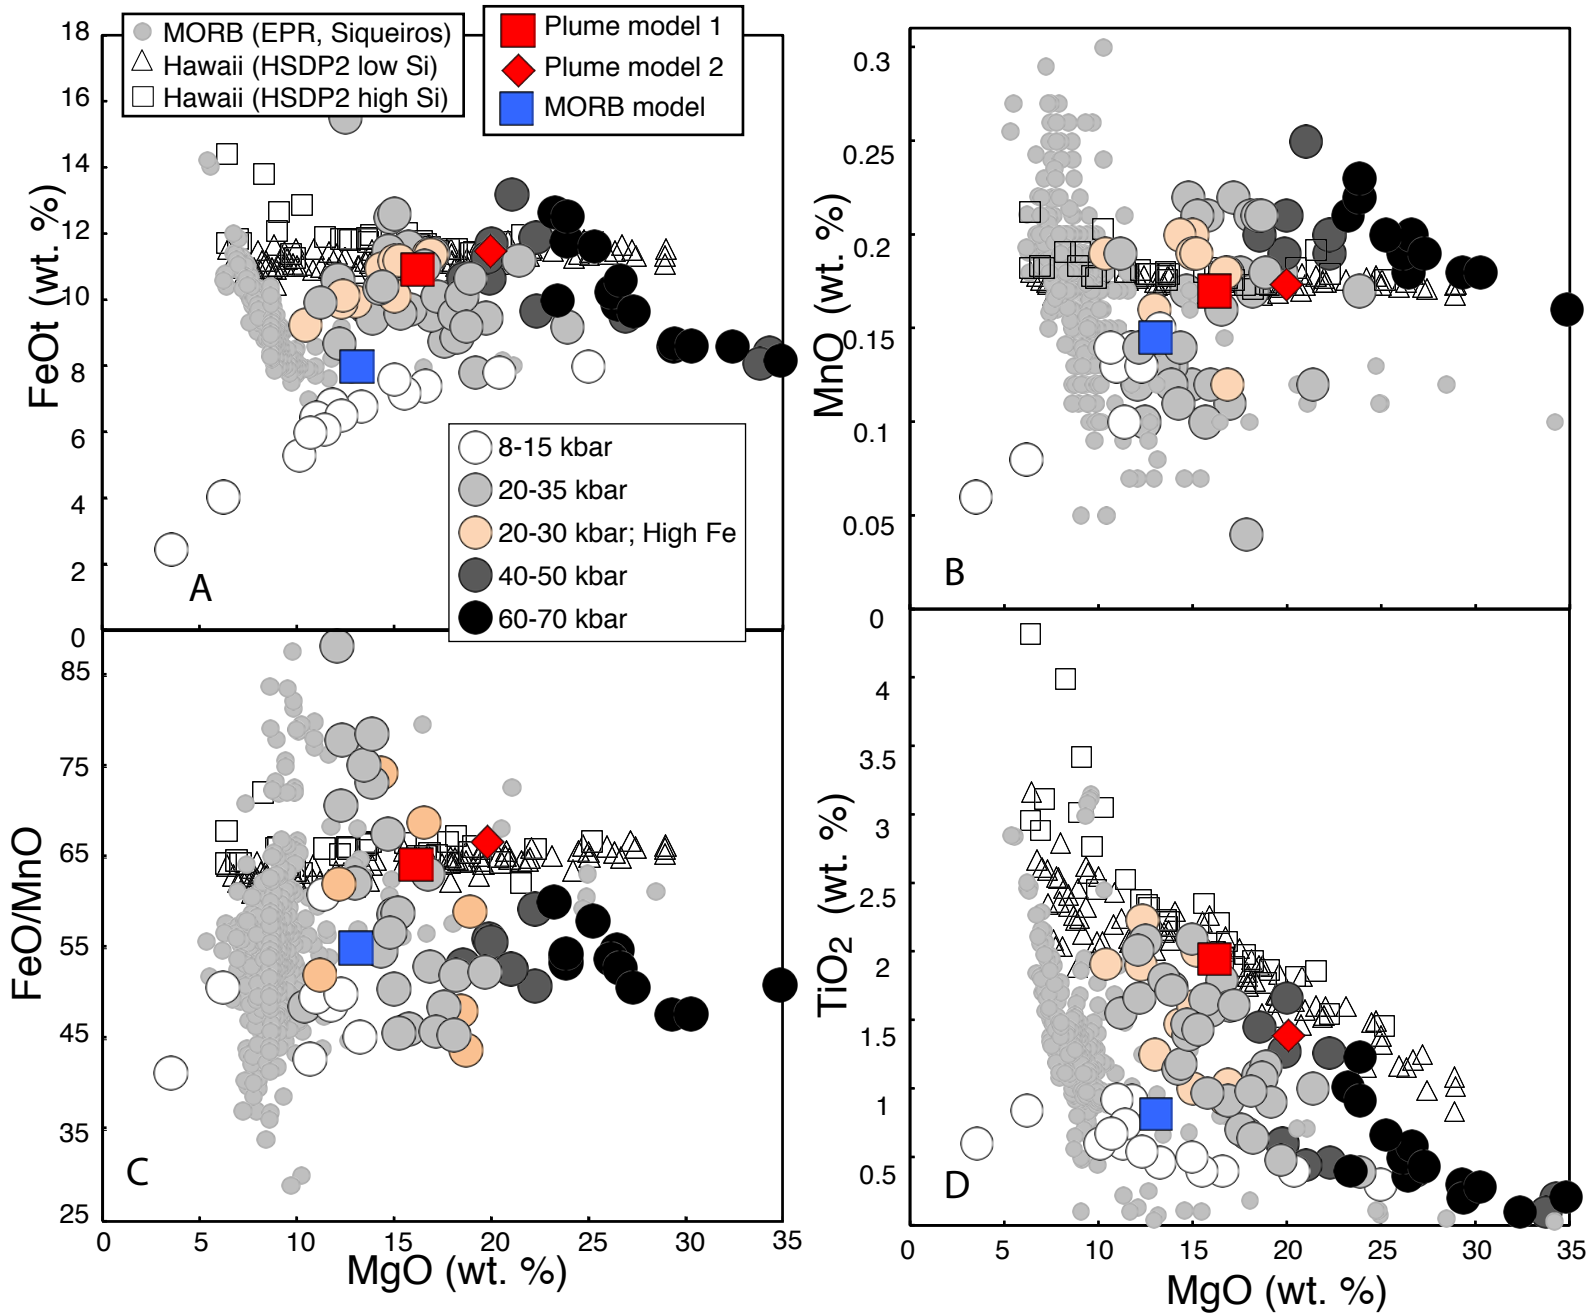 MORB (EPR, Siqueiros)
Hawaii (HSDP2 low Si)
Hawaii (HSDP2 high Si)
Plume model 1
Plume model 2
MORB model
FeOt (wt. %)
18
16
14
12
10
8
6
4
2
0
A
8-15 kbar
20-35 kbar
20-30 kbar; High Fe
40-50 kbar
60-70 kbar
MnO (wt. %)
0.3
0.25
0.2
0.15
0.1
0.05
0
B
FeO/MnO
85
75
65
55
45
35
25
C
0 5 10 15 20 25 30 35
MgO (wt. %)
TiO2 (wt. %)
4
3.5
3
2.5
2
1.5
1
0.5
D
0 5 10 15 20 25 30 35
MgO (wt. %)